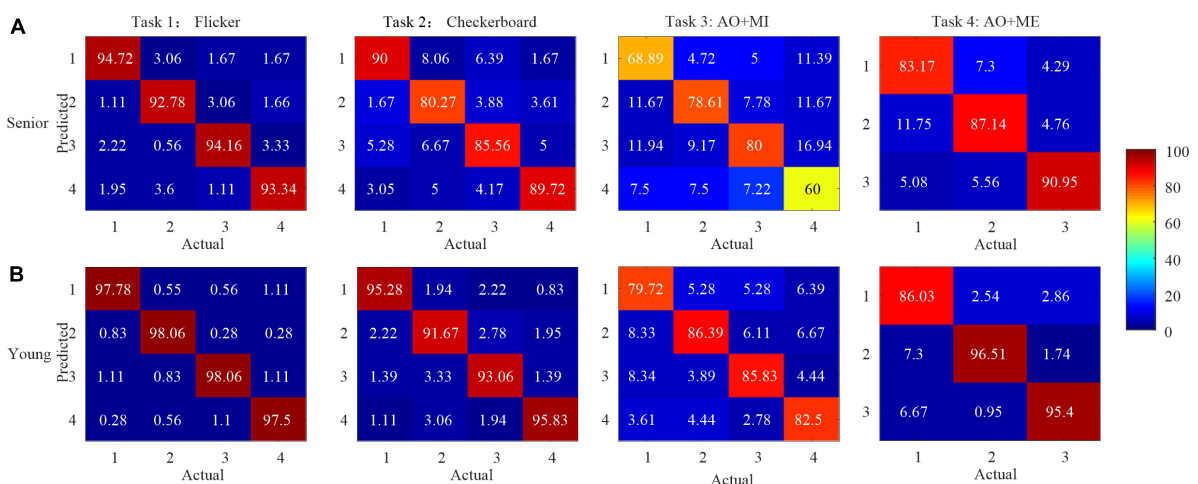 A
Task 1： Flicker
Task 2： Checkerboard
Task 3: AO+MI
Task 4: AO+ME
Senior
Predicted
1 94.72 3.06 1.67 1.67
2 1.11 92.78 3.06 1.66
3 2.22 0.56 94.16 3.33
4 1.95 3.6 1.11 93.34
1 2 3 4
Actual
1 90 8.06 6.39 1.67
2 1.67 80.27 3.88 3.61
3 5.28 6.67 85.56 5
4 3.05 5 4.17 89.72
1 2 3 4
Actual
1 68.89 4.72 5 11.39
2 11.67 78.61 7.78 11.67
3 11.94 9.17 80 16.94
4 7.5 7.5 7.22 60
1 2 3 4
Actual
1 83.17 7.3 4.29
2 11.75 87.14 4.76
3 5.08 5.56 90.95
1 2 3
Actual
100
80
60
40
20
0
B
Young
Predicted
1 97.78 0.55 0.56 1.11
2 0.83 98.06 0.28 0.28
3 1.11 0.83 98.06 1.11
4 0.28 0.56 1.1 97.5
1 2 3 4
Actual
1 95.28 1.94 2.22 0.83
2 2.22 91.67 2.78 1.95
3 1.39 3.33 93.06 1.39
4 1.11 3.06 1.94 95.83
1 2 3 4
Actual
1 79.72 5.28 5.28 6.39
2 8.33 86.39 6.11 6.67
3 8.34 3.89 85.83 4.44
4 3.61 4.44 2.78 82.5
1 2 3 4
Actual
1 86.03 2.54 2.86
2 7.3 96.51 1.74
3 6.67 0.95 95.4
1 2 3
Actual